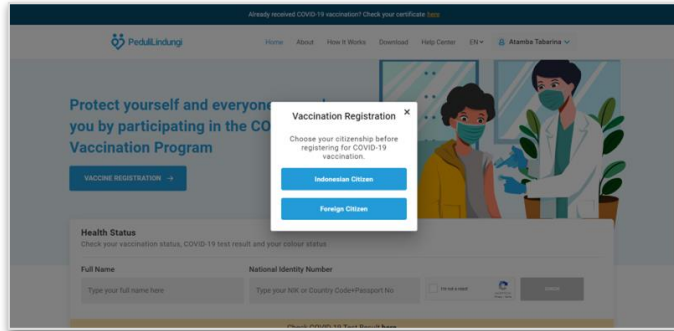 Already received COVID-19 vaccination? Check your certificate here
PeduliLindungi
Home About How It Works Download Help Center EN Atamba Tabarina
Protect yourself and everyone
you by participating in the CO
Vaccination Program
VACCINE REGISTRATION →
Vaccination Registration ×
Choose your citizenship before
registering for COVID-19
vaccination.
Indonesian Citizen
Foreign Citizen
Health Status
Check your vaccination status, COVID-19 test result and your colour status
Full Name National Identity Number
Type your full name here Type your NIK or Country Code+Passport No I'm not a robot
Check COVID-19 Test Result here